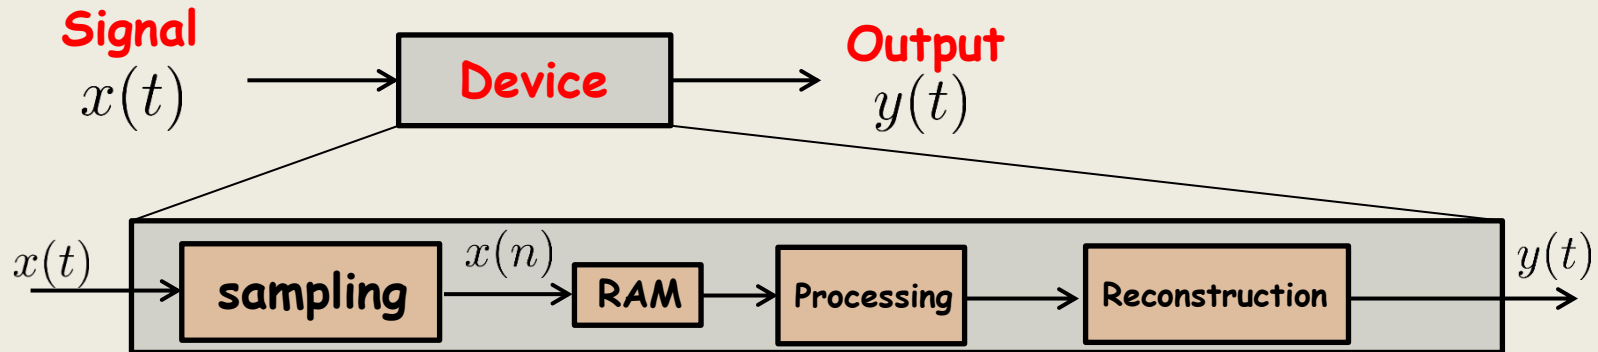 Signal
x(t)
Device
Output
y(t)
x(t)
sampling
x(n)
RAM
Processing
Reconstruction
y(t)